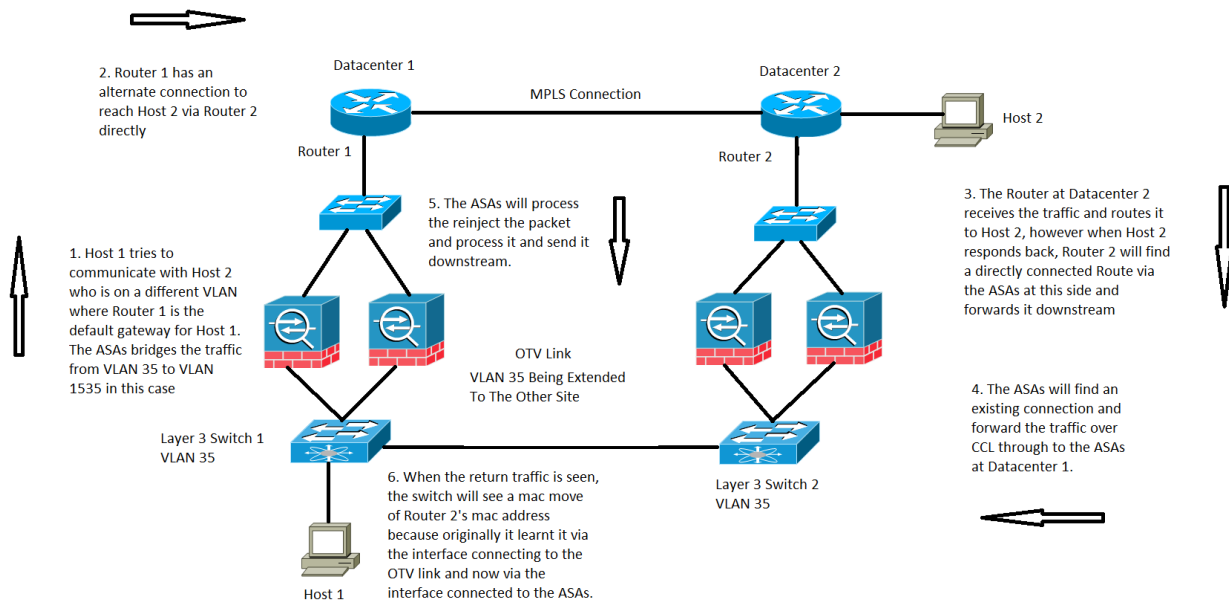 Datacenter 1
Datacenter 2
2. Router 1 has an
alternate connection to
reach Host 2 via Router 2
directly
MPLS Connection
Host 2
Router 1
Router 2
5. The ASAs will process
the reinject the packet
and process it and send it
downstream.
3. The Router at Datacenter 2
receives the traffic and routes it
to Host 2, however when Host 2
responds back, Router 2 will find
a directly connected Route via
the ASAs at this side and
forwards it downstream
1. Host 1 tries to
communicate with Host 2
who is on a different VLAN
where Router 1 is the
default gateway for Host 1.
The ASAs bridges the traffic
from VLAN 35 to VLAN
1535 in this case
OTV Link
VLAN 35 Being Extended
To The Other Site
4. The ASAs will find an
existing connection and
forward the traffic over
CCL through to the ASAs
at Datacenter 1.
Layer 3 Switch 1
VLAN 35
Layer 3 Switch 2
VLAN 35
6. When the return traffic is seen,
the switch will see a mac move
of Router 2's mac address
because originally it learnt it via
the interface connecting to the
OTV link and now via the
interface connected to the ASAs.
Host 1